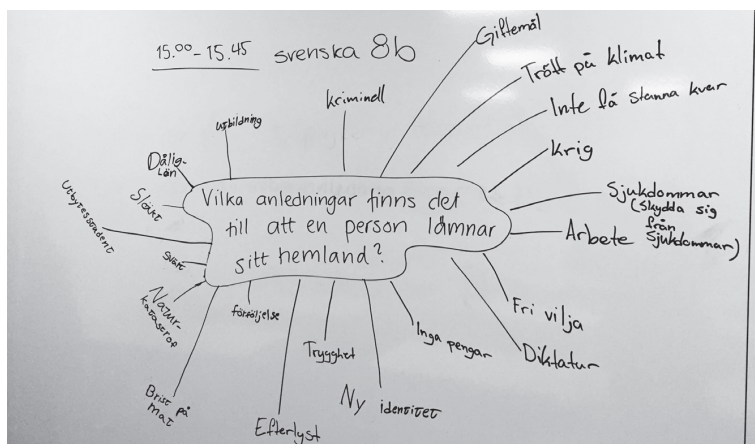 15.00-15.45 svenska 8b
Giftemål
Trött på klimat
Inte få stanna kvar
Krig
Sjukdommar
(Skydda sig
från
sjukdommar)
Arbete
Fri vilja
Diktatur
Inga pengar
Ny identitet
Trygghet
Efterlyst
förföljelse
Brist på
mat
Natur-
katastrof
Svält
Utbytesstudent
Släkt
Dålig-
lön
utbildning
kriminell
Vilka anledningar finns det
till att en person lämnar
sitt hemland?